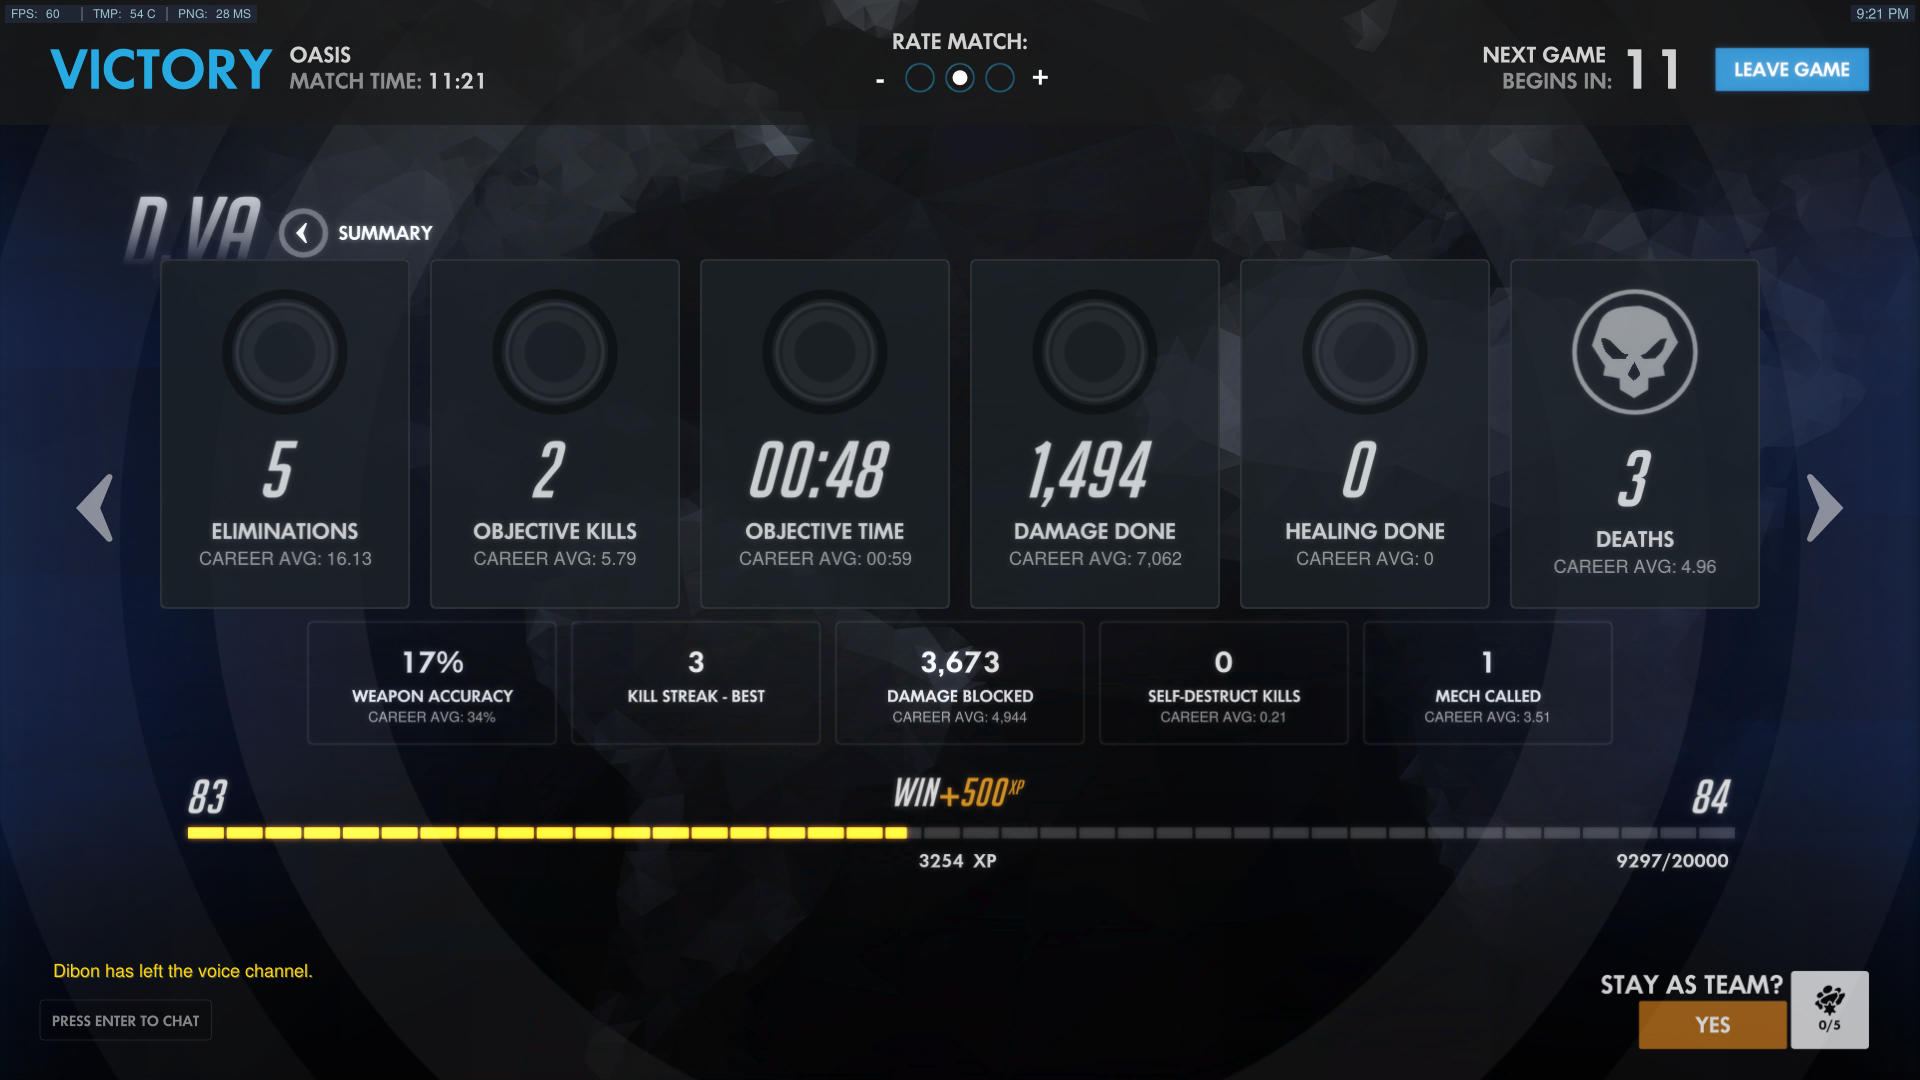 FPS: 60 | TMP: 54 C | PNG: 28 MS
9:21 PM
VICTORY
OASIS
MATCH TIME: 11:21
RATE MATCH:
- +
NEXT GAME
BEGINS IN:
11
LEAVE GAME
D.VA
SUMMARY
5
ELIMINATIONS
CAREER AVG: 16.13
2
OBJECTIVE KILLS
CAREER AVG: 5.79
00:48
OBJECTIVE TIME
CAREER AVG: 00:59
1,494
DAMAGE DONE
CAREER AVG: 7,062
0
HEALING DONE
CAREER AVG: 0
3
DEATHS
CAREER AVG: 4.96
17%
WEAPON ACCURACY
CAREER AVG: 34%
3
KILL STREAK - BEST
3,673
DAMAGE BLOCKED
CAREER AVG: 4,944
0
SELF-DESTRUCT KILLS
CAREER AVG: 0.21
1
MECH CALLED
CAREER AVG: 3.51
83
WIN+500XP
84
3254 XP
9297/20000
Dibon has left the voice channel.
PRESS ENTER TO CHAT
STAY AS TEAM?
YES
0/5